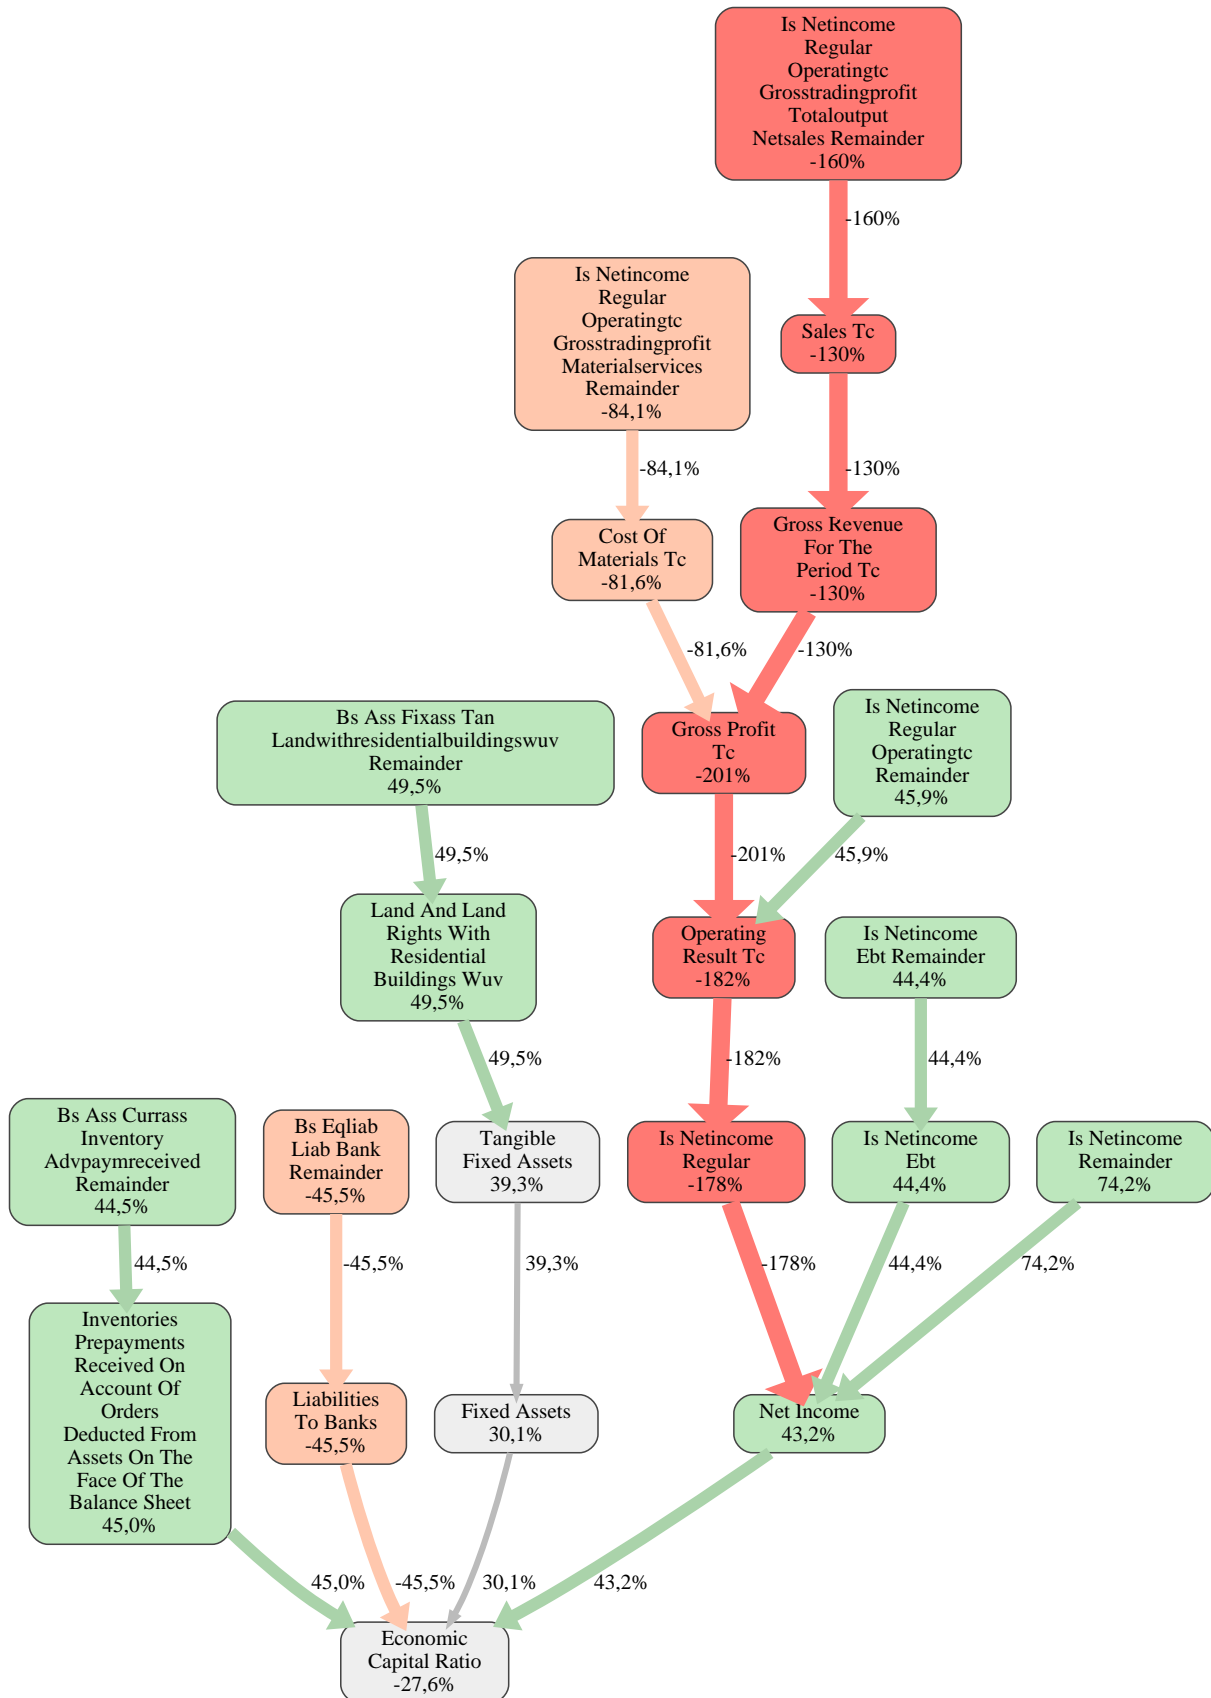 Is Netincome
Regular
Operatingtc
Grosstradingprofit
Totaloutput
Netsales Remainder
-160%
-160%
Is Netincome
Regular
Operatingtc
Grosstradingprofit
Materialservices
Remainder
-84,1%
Sales Tc
-130%
-84,1%
-130%
Cost Of
Materials Tc
-81,6%
Gross Revenue
For The
Period Tc
-130%
-81,6%
-130%
Bs Ass Fixass Tan
Landwithresidentialbuildingswuv
Remainder
49,5%
Gross Profit
Tc
-201%
Is Netincome
Regular
Operatingtc
Remainder
45,9%
49,5%
-201%
45,9%
Land And Land
Rights With
Residential
Buildings Wuv
49,5%
Operating
Result Tc
-182%
Is Netincome
Ebt Remainder
44,4%
49,5%
-182%
44,4%
Bs Ass Currass
Inventory
Advpaymreceived
Remainder
44,5%
Bs Eqliab
Liab Bank
Remainder
-45,5%
Tangible
Fixed Assets
39,3%
Is Netincome
Regular
-178%
Is Netincome
Ebt
44,4%
Is Netincome
Remainder
74,2%
44,5%
-45,5%
39,3%
-178%
44,4%
74,2%
Inventories
Prepayments
Received On
Account Of
Orders
Deducted From
Assets On The
Face Of The
Balance Sheet
45,0%
Liabilities
To Banks
-45,5%
Fixed Assets
30,1%
Net Income
43,2%
45,0%
-45,5%
30,1%
43,2%
Economic
Capital Ratio
-27,6%